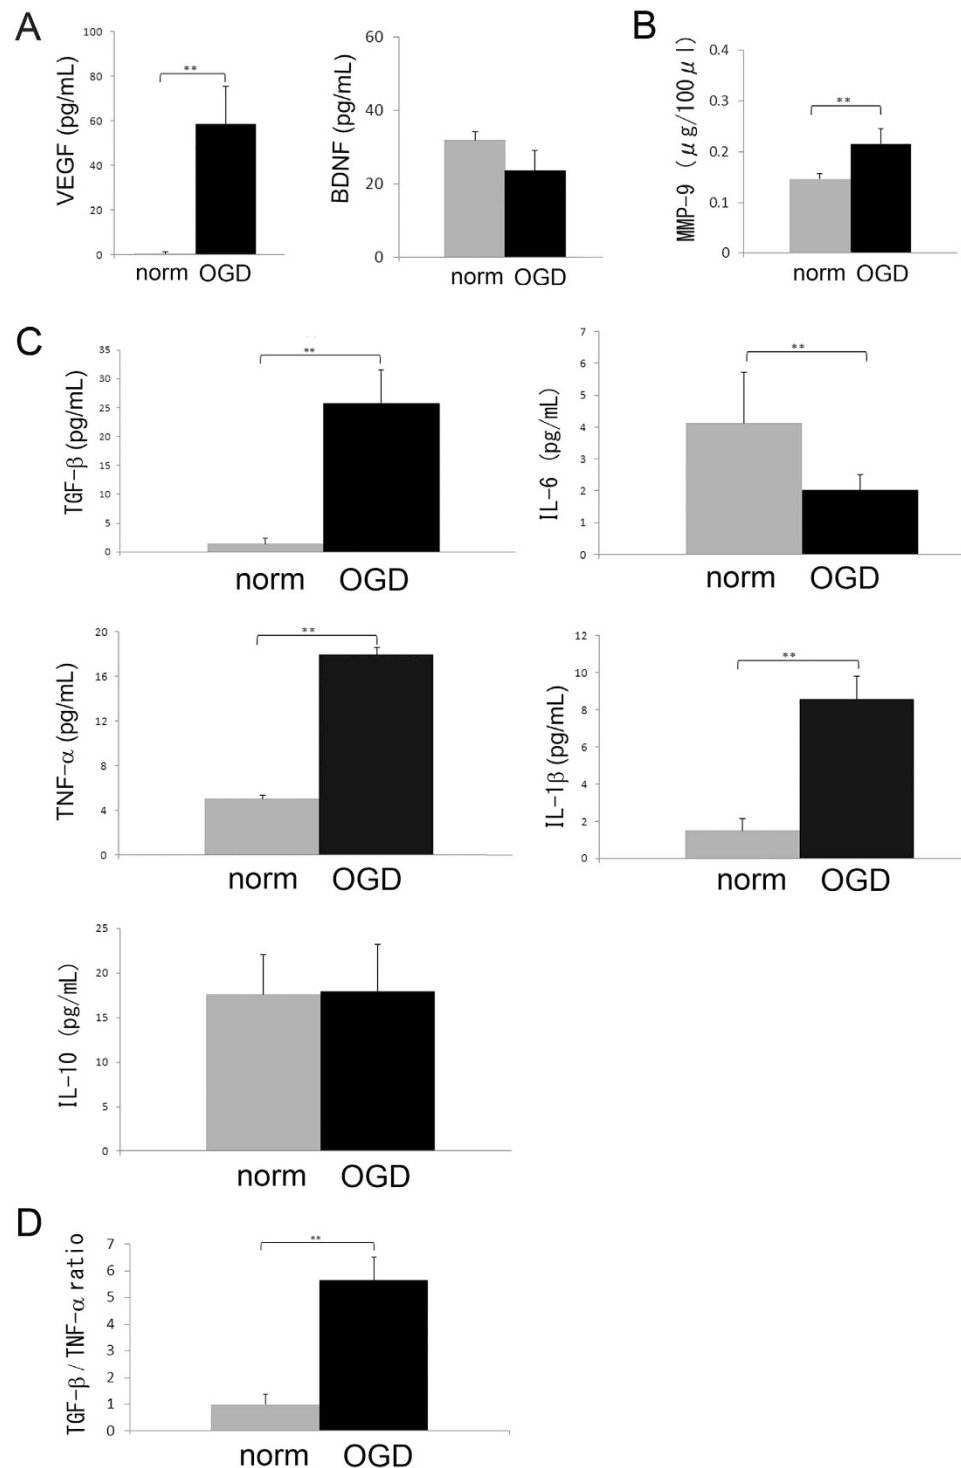 A
VEGF (pg/mL)
100
80
60
40
20
0
**
norm OGD
BDNF (pg/mL)
60
40
20
0
norm OGD
B
MMP-9 (μg/100μl)
0.4
0.3
0.2
0.1
0
**
norm OGD
C
TGF-β (pg/mL)
35
30
25
20
15
10
5
0
**
norm OGD
IL-6 (pg/mL)
7
6
5
4
3
2
1
0
**
norm OGD
TNF-α (pg/mL)
20
16
12
8
4
0
**
norm OGD
IL-1β (pg/mL)
12
10
8
6
4
2
0
**
norm OGD
IL-10 (pg/mL)
25
20
15
10
5
0
norm OGD
D
TGF-β / TNF-α ratio
7
6
5
4
3
2
1
0
**
norm OGD